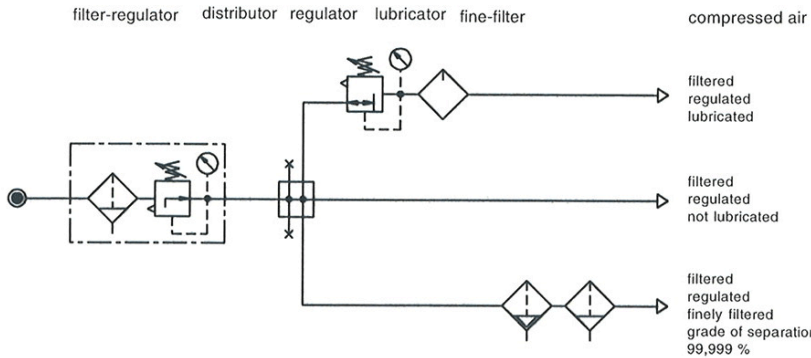 filter-regulator distributor regulator lubricator fine-filter compressed air
filtered
regulated
lubricated
filtered
regulated
not lubricated
filtered
regulated
finely filtered
grade of separation
99,999 %